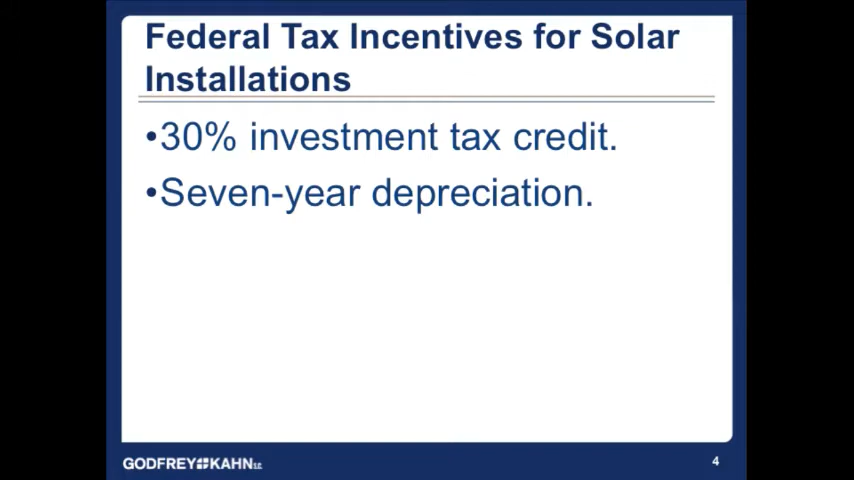 Federal Tax Incentives for Solar
Installations
•30% investment tax credit.
•Seven-year depreciation.
GODFREY KAHN S.C.
4